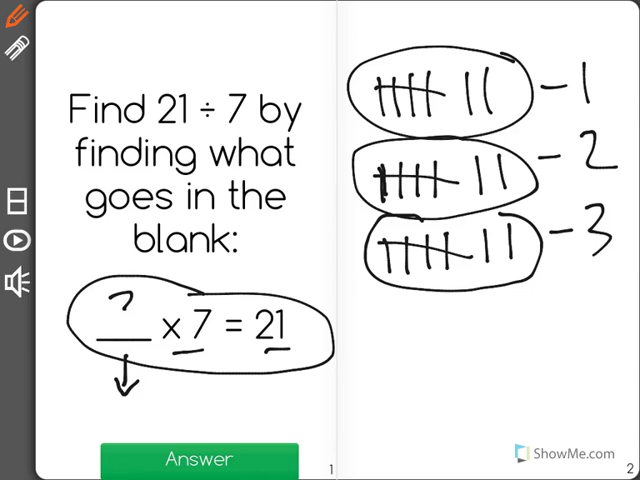 Find 21 ÷ 7 by
finding what
goes in the
blank:
?
__ x 7 = 21
Answer
1
- 1
- 2
- 3
ShowMe.com
2